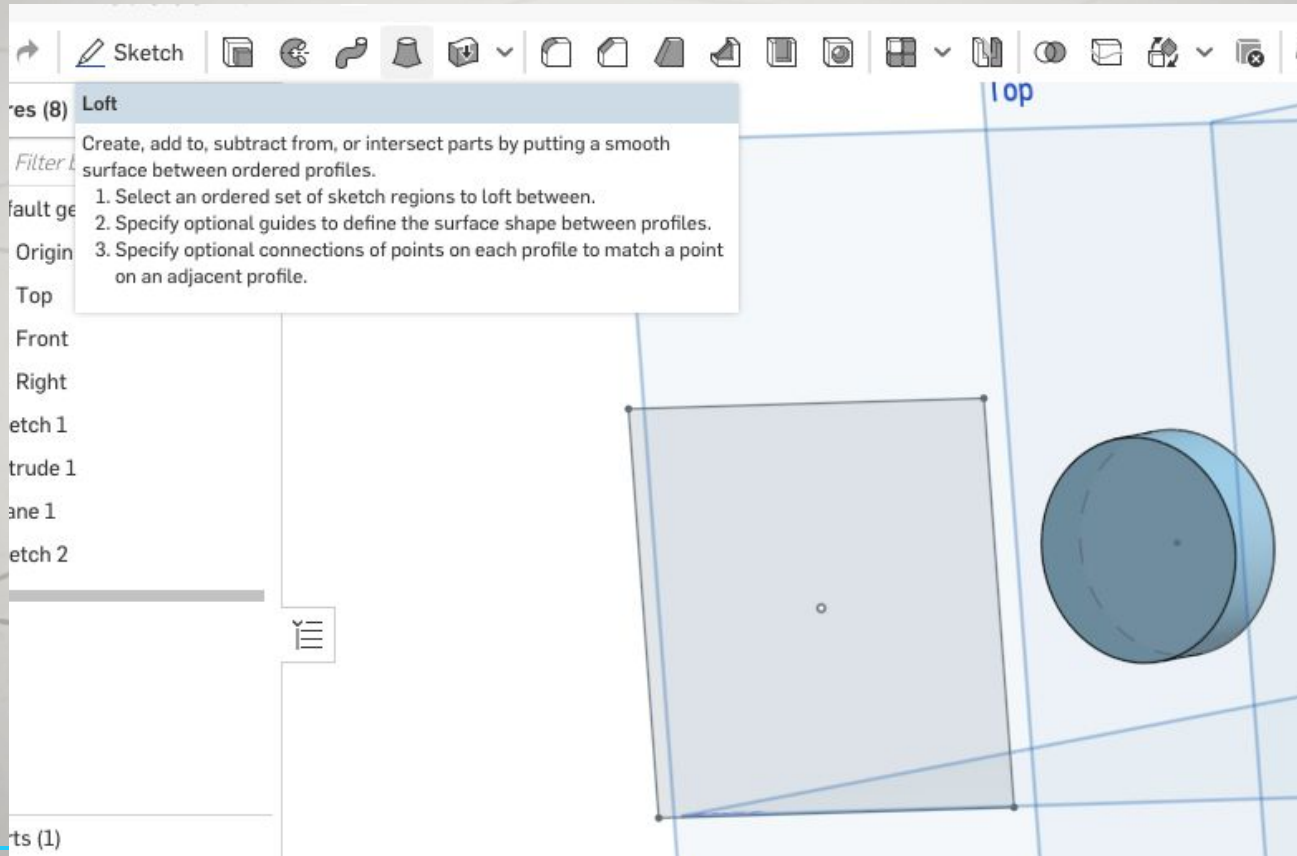 Sketch
Top
res (8)
Loft
Create, add to, subtract from, or intersect parts by putting a smooth
surface between ordered profiles.
1. Select an ordered set of sketch regions to loft between.
2. Specify optional guides to define the surface shape between profiles.
3. Specify optional connections of points on each profile to match a point
on an adjacent profile.
Filter b
fault ge
Origin
Top
Front
Right
etch 1
trude 1
ane 1
etch 2
rts (1)